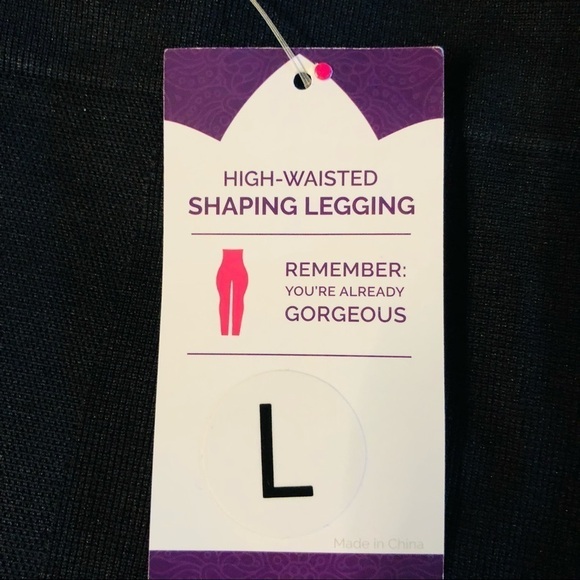 HIGH-WAISTED
SHAPING LEGGING
REMEMBER:
YOU'RE ALREADY
GORGEOUS
L
Made in China